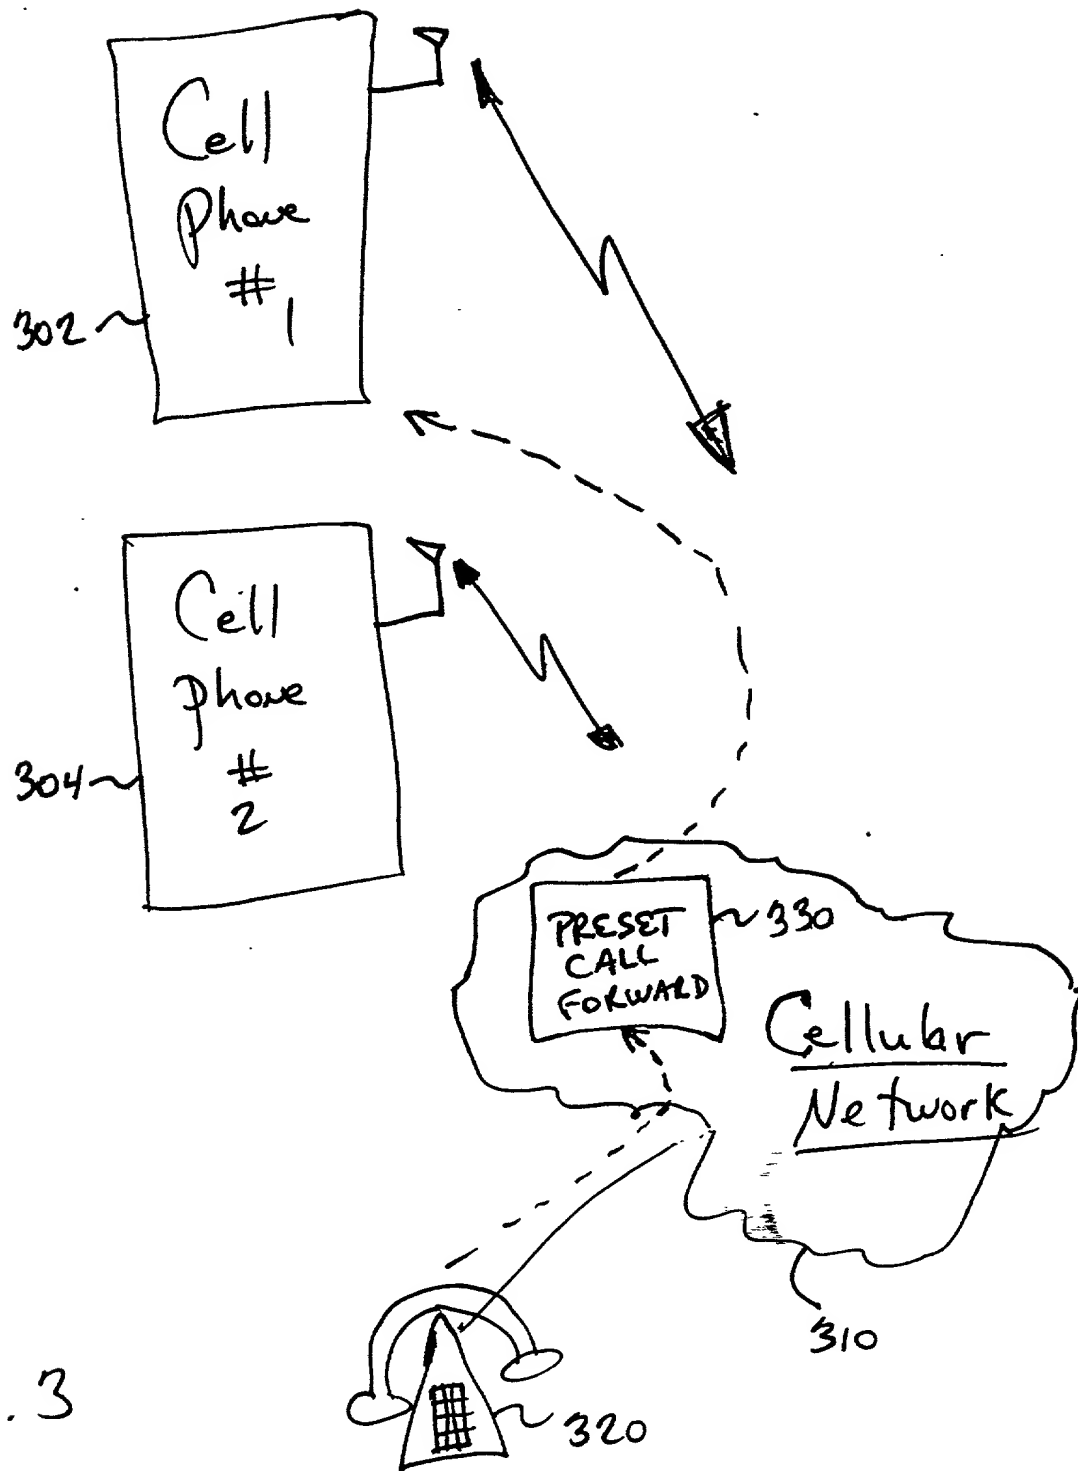 Cell
phone
#
1
302
Cell
phone
#
2
304
PRESET
CALL
FORWARD
330
Cellular
Network
310
320
. 3